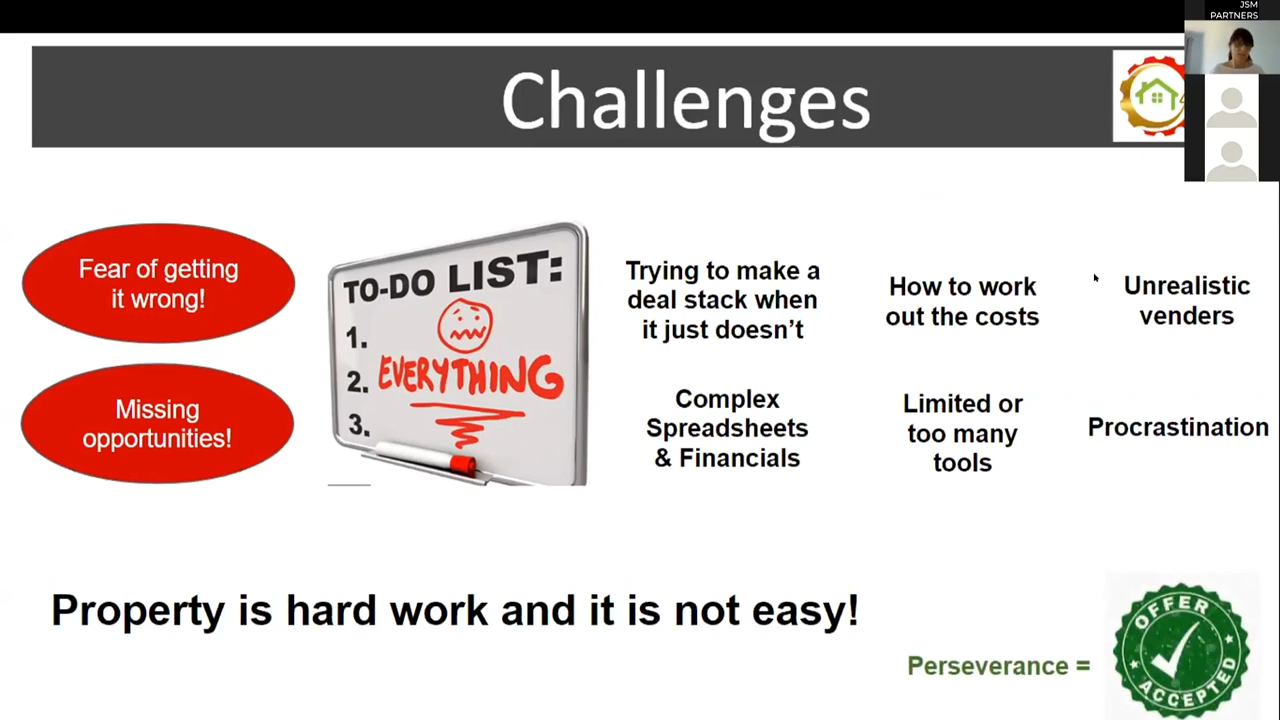 JSM
PARTNERS
Challenges
Fear of getting
it wrong!
Missing
opportunities!
TO-DO LIST:
1.
2. EVERYTHING
3.
Trying to make a
deal stack when
it just doesn't
How to work
out the costs
Unrealistic
venders
Complex
Spreadsheets
& Financials
Limited or
too many
tools
Procrastination
Property is hard work and it is not easy!
Perseverance =
OFFER
ACCEPTED